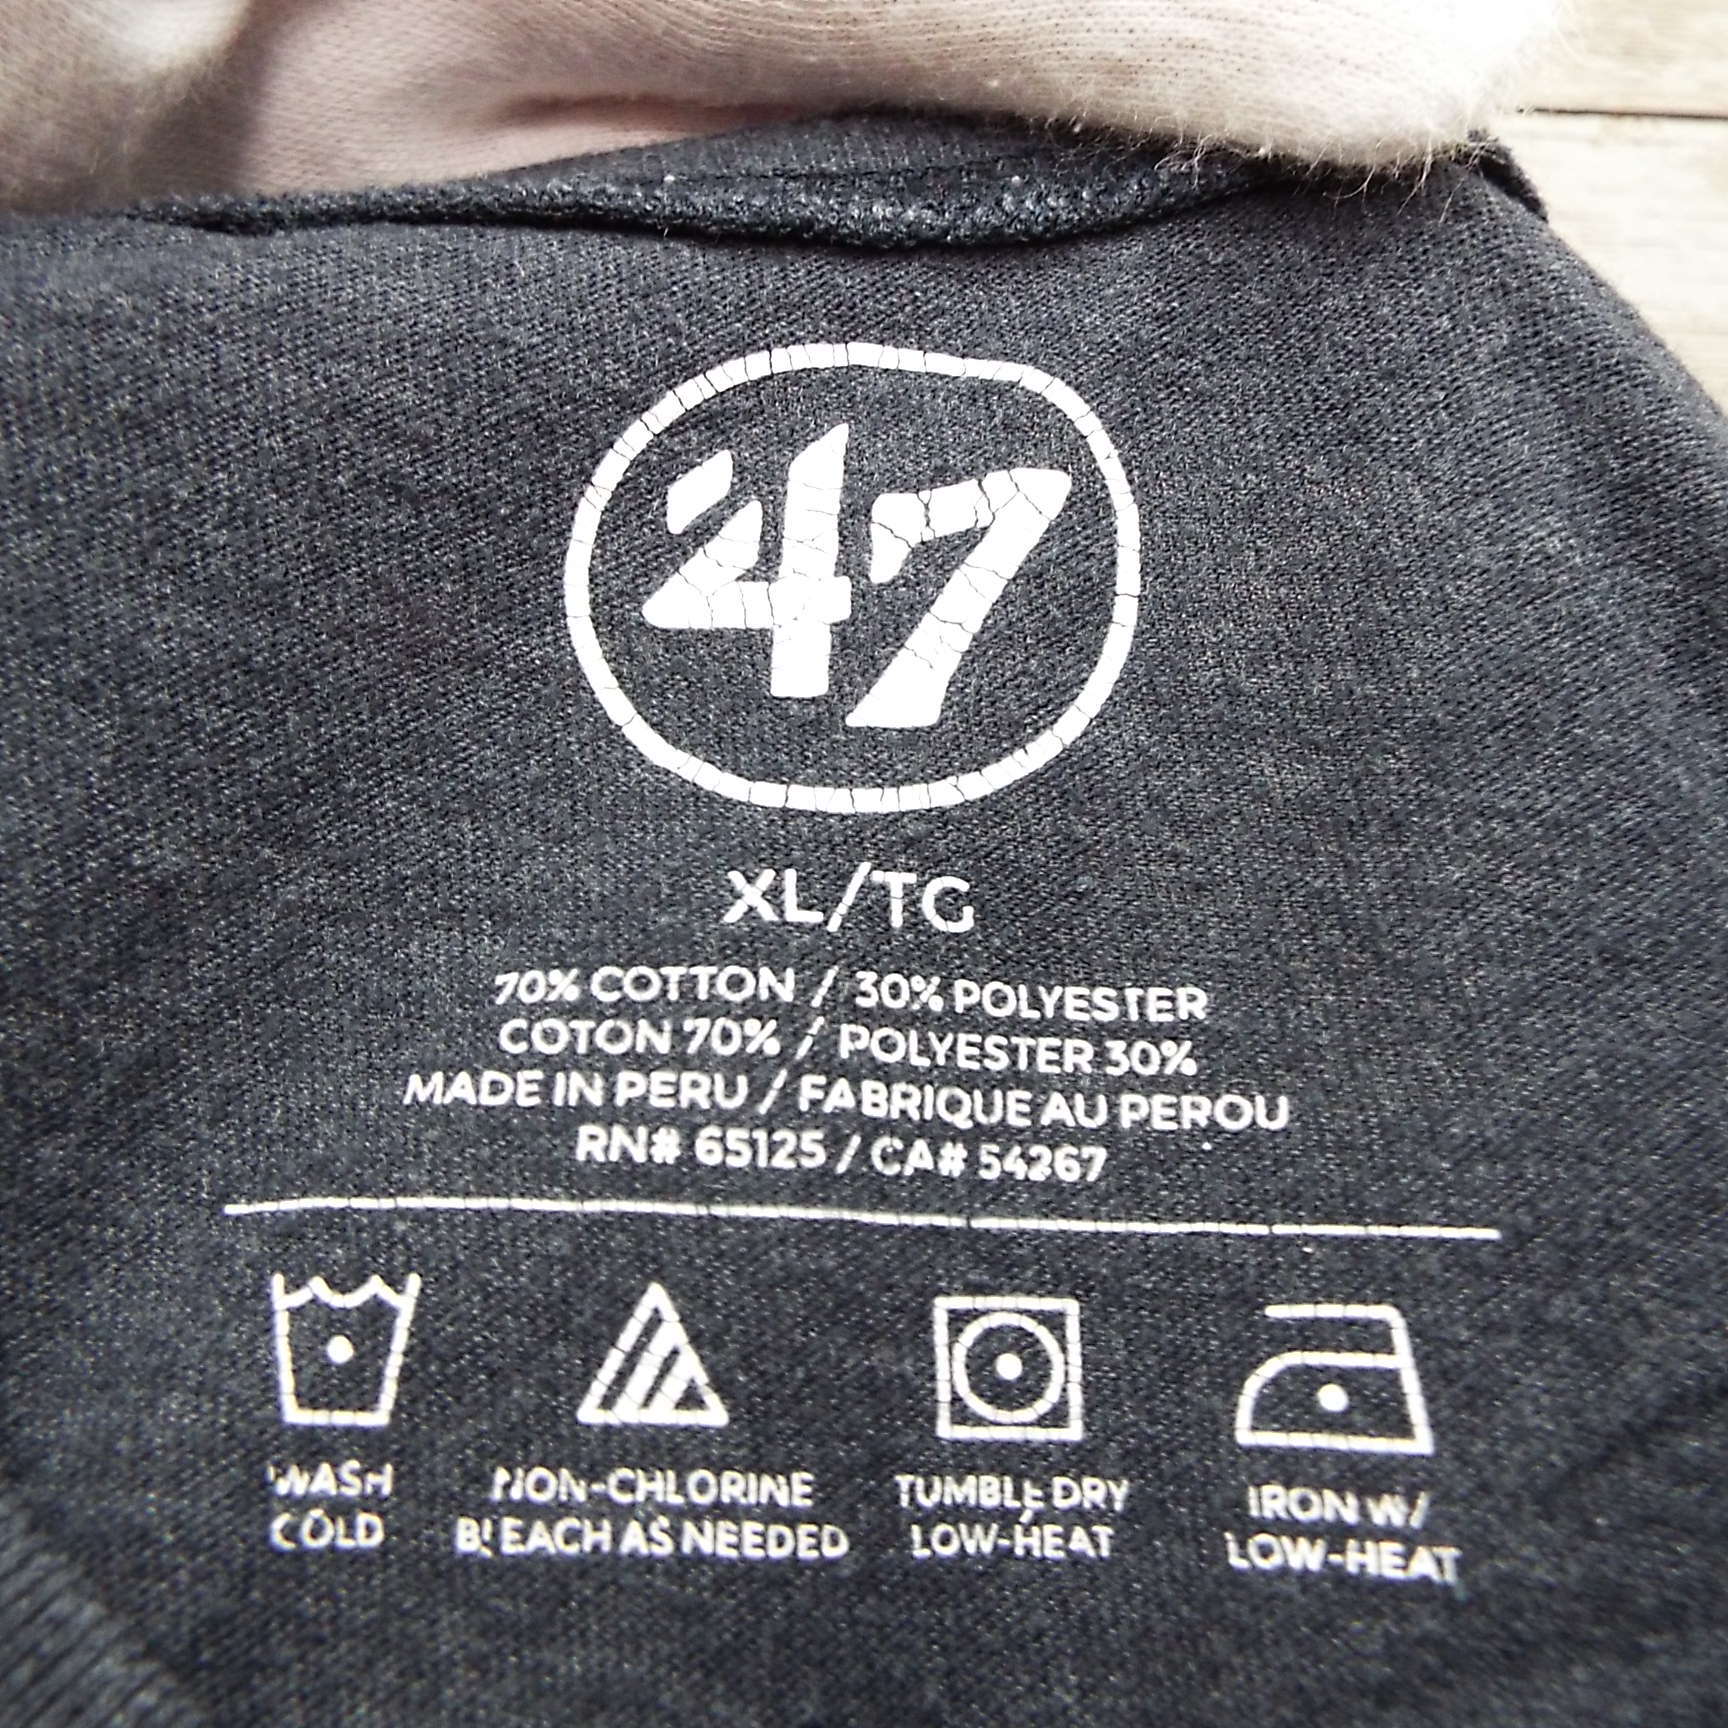 47
XL/TG
70% COTTON / 30% POLYESTER
COTON 70% / POLYESTER 30%
MADE IN PERU / FABRIQUE AU PEROU
RN# 65125 / CA# 54267
WASH
COLD
NON-CHLORINE
BLEACH AS NEEDED
TUMBLE DRY
LOW-HEAT
IRON W/
LOW-HEAT